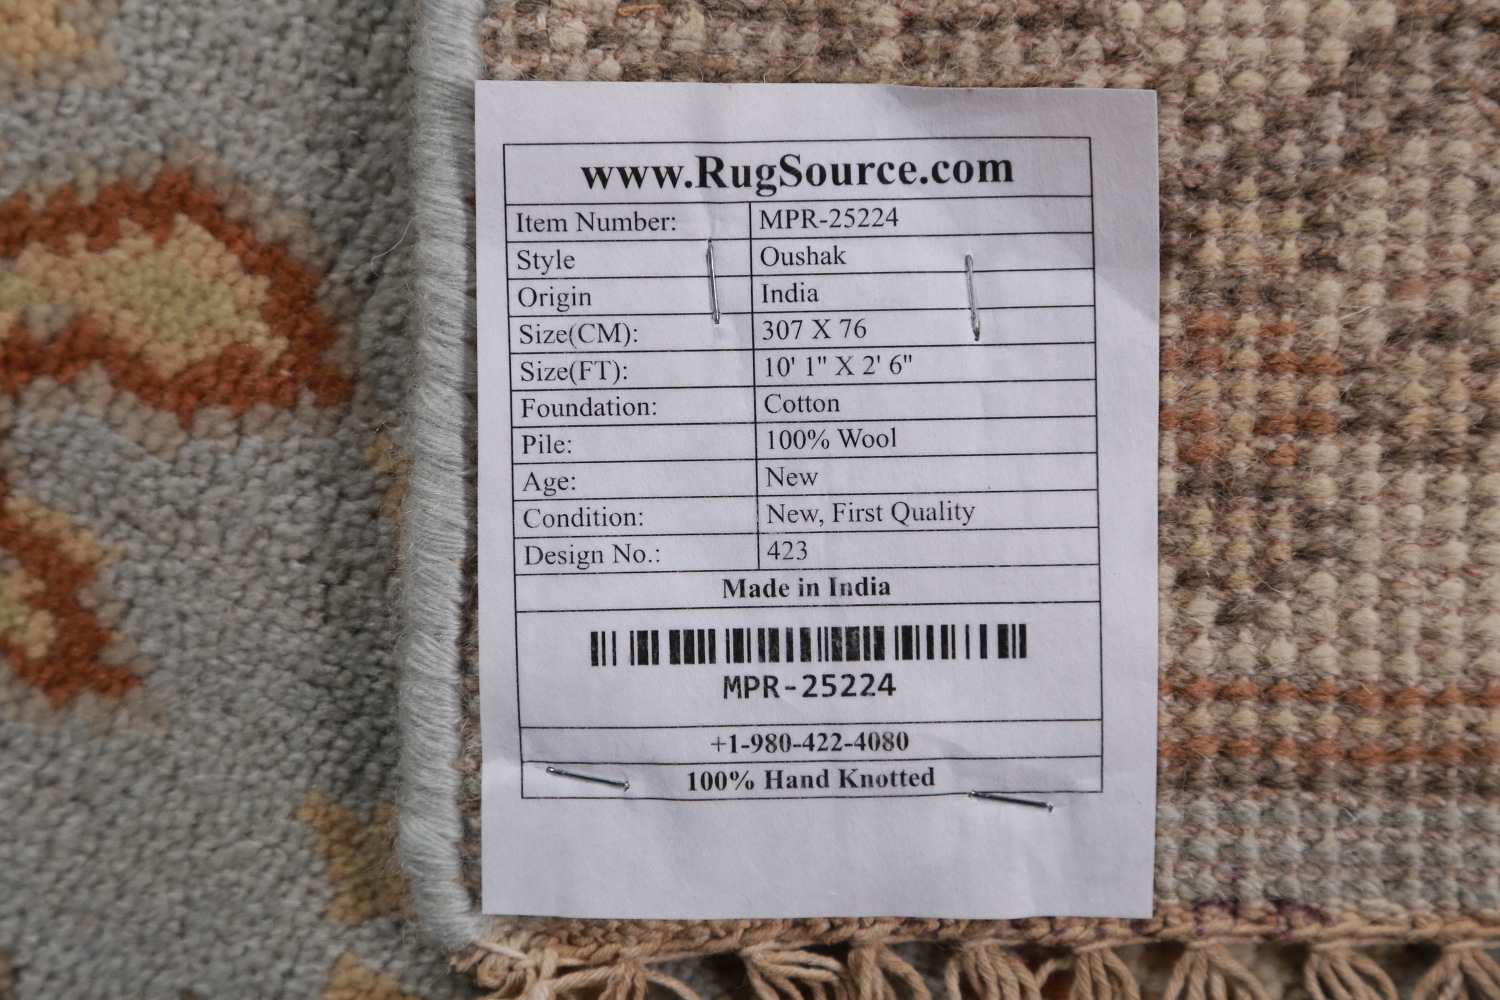 www.RugSource.com
Item Number: MPR-25224
Style Oushak
Origin India
Size(CM): 307 X 76
Size(FT): 10' 1" X 2' 6"
Foundation: Cotton
Pile: 100% Wool
Age: New
Condition: New, First Quality
Design No.: 423
Made in India
MPR-25224
+1-980-422-4080
100% Hand Knotted